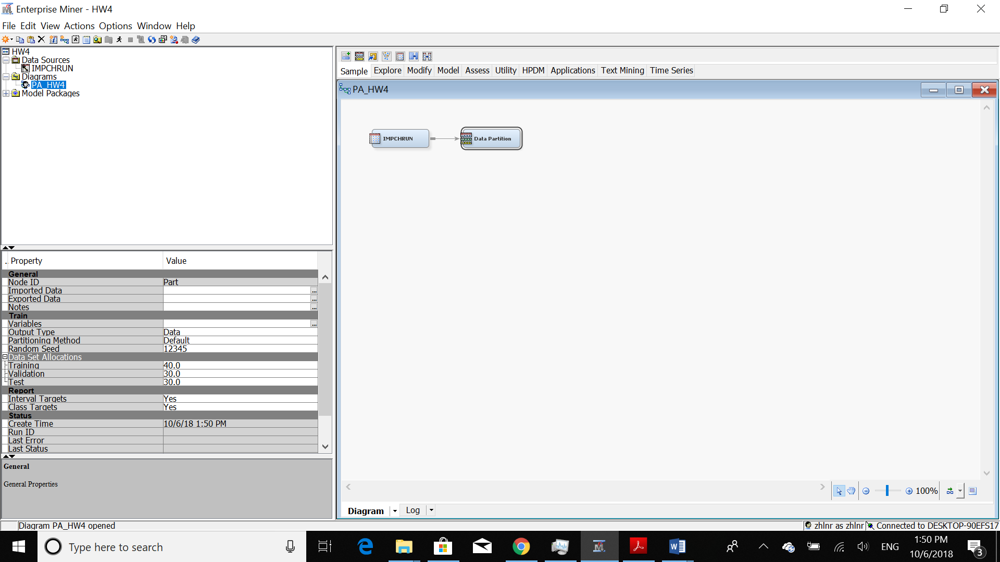 Enterprise Miner - HW4
File Edit View Actions Options Window Help
HW4
Data Sources
IMPCHRUN
Diagrams
PA_HW4
Model Packages
Sample Explore Modify Model Assess Utility HPDM Applications Text Mining Time Series
PA_HW4
IMPCHRUN
Data Partition
.. Property Value
General
Node ID Part
Imported Data ...
Exported Data ...
Notes ...
Train
Variables ...
Output Type Data
Partitioning Method Default
Random Seed 12345
Data Set Allocations
Training 40.0
Validation 30.0
Test 30.0
Report
Interval Targets Yes
Class Targets Yes
Status
Create Time 10/6/18 1:50 PM
Run ID
Last Error
Last Status
General
General Properties
100%
Diagram Log
Diagram PA_HW4 opened
zhlnr as zhlnr Connected to DESKTOP-90EFS17
Type here to search
ENG
1:50 PM
10/6/2018
3